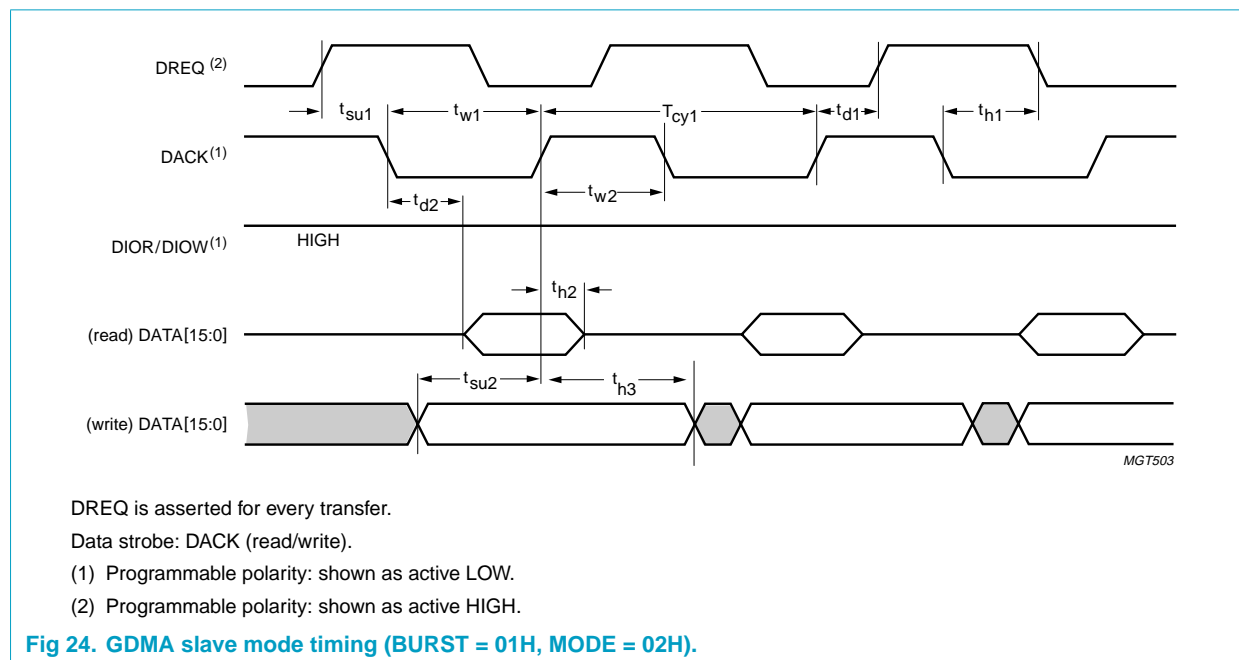 DREQ (2)
tsu1
tw1
Tcy1
td1
th1
DACK(1)
tw2
td2
DIOR/DIOW(1)
HIGH
th2
(read) DATA[15:0]
tsu2
th3
(write) DATA[15:0]
MGT503
DREQ is asserted for every transfer.
Data strobe: DACK (read/write).
(1) Programmable polarity: shown as active LOW.
(2) Programmable polarity: shown as active HIGH.
Fig 24. GDMA slave mode timing (BURST = 01H, MODE = 02H).